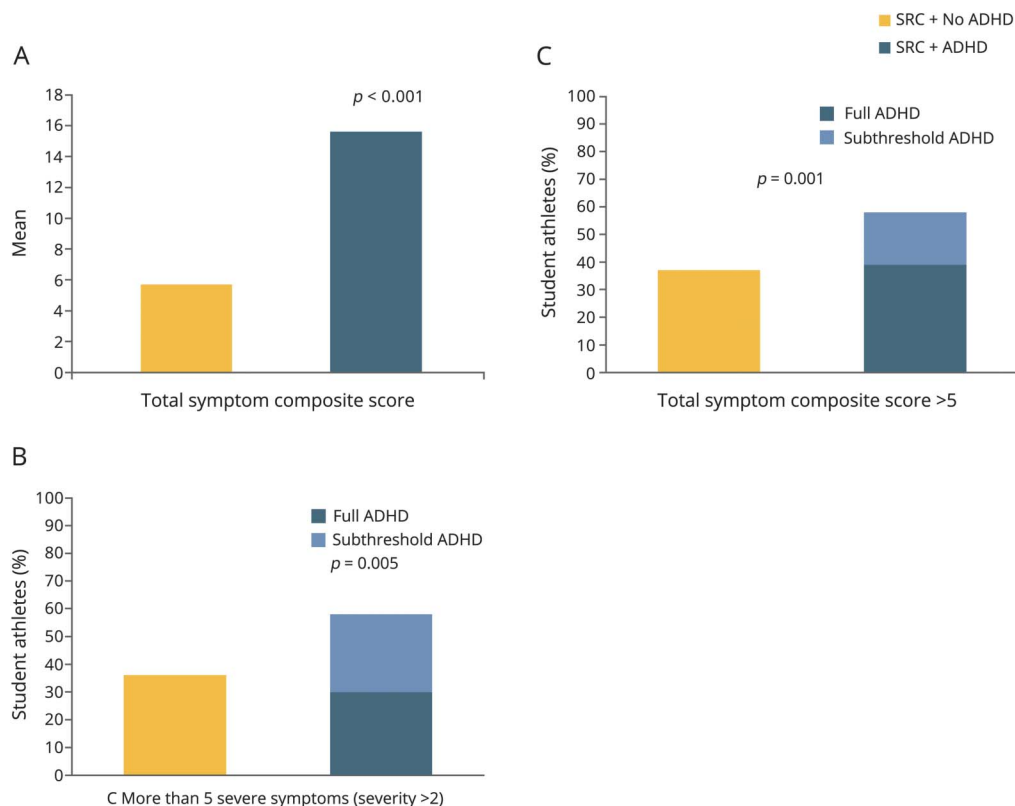 SRC + No ADHD
SRC + ADHD
A
18
16
14
12
10
8
6
4
2
0
Mean
p < 0.001
Total symptom composite score
C
100
90
80
70
60
50
40
30
20
10
0
Student athletes (%)
Full ADHD
Subthreshold ADHD
p = 0.001
Total symptom composite score >5
B
100
90
80
70
60
50
40
30
20
10
0
Student athletes (%)
Full ADHD
Subthreshold ADHD
p = 0.005
C More than 5 severe symptoms (severity >2)